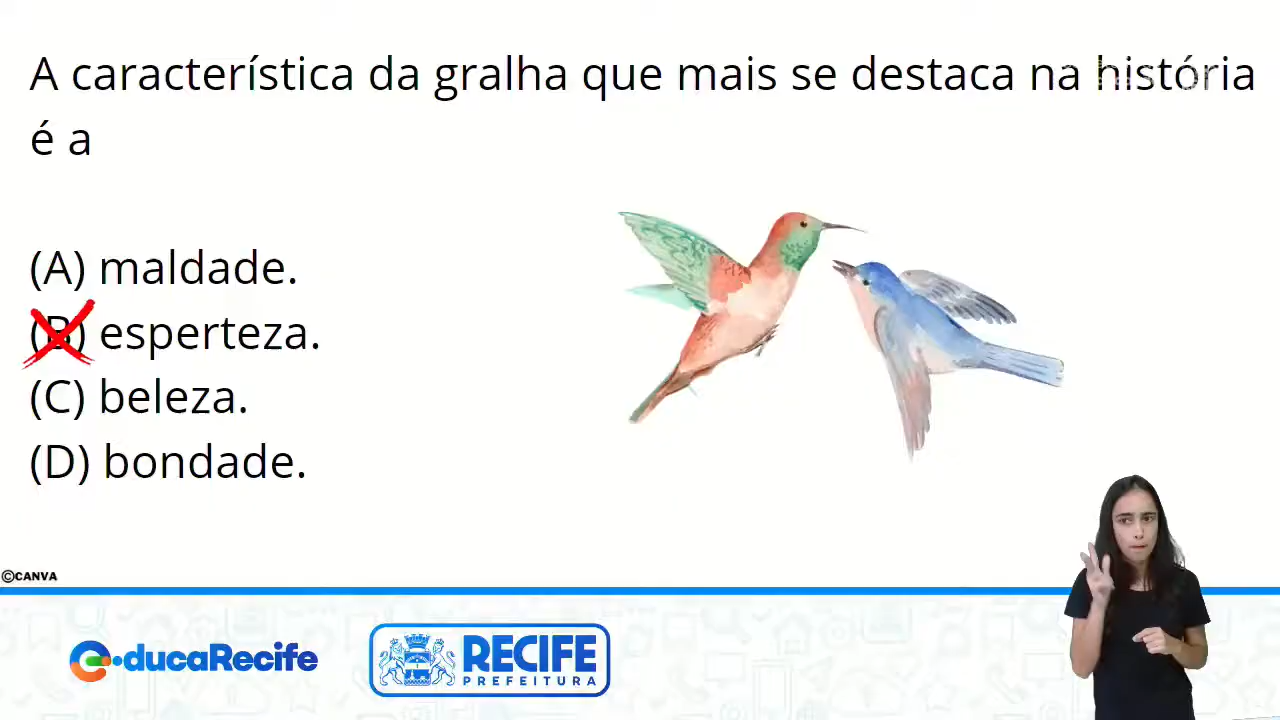 A característica da gralha que mais se destaca na história
é a
(A) maldade.
(B) esperteza.
(C) beleza.
(D) bondade.
©CANVA
EducaRecife
RECIFE
PREFEITURA